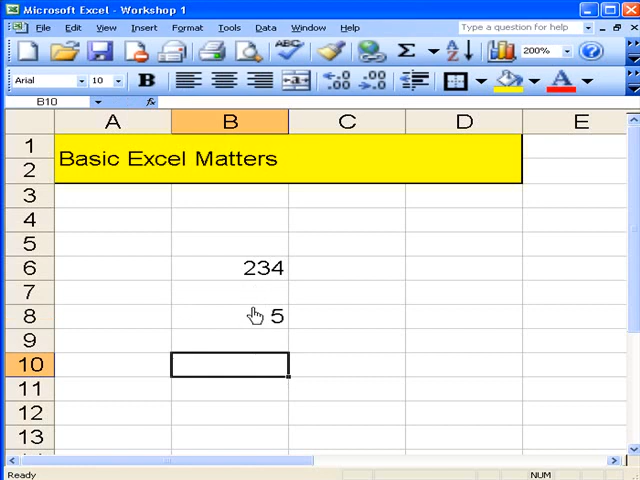 Microsoft Excel - Workshop 1
File Edit View Insert Format Tools Data Window Help Type a question for help
ABC Σ A Z 200%
Arial 10 B a A
B10 fx
A B C D E
1 Basic Excel Matters
2
3
4
5
6 234
7
8 5
9
10
11
12
13
Ready NUM